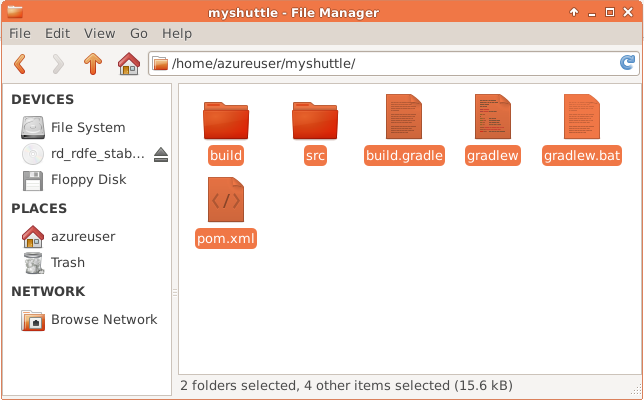 myshuttle - File Manager
File Edit View Go Help
/home/azureuser/myshuttle/
DEVICES
File System
rd_rdfe_stab...
Floppy Disk
PLACES
azureuser
Trash
NETWORK
Browse Network
build src build.gradle gradlew gradlew.bat
pom.xml
2 folders selected, 4 other items selected (15.6 kB)